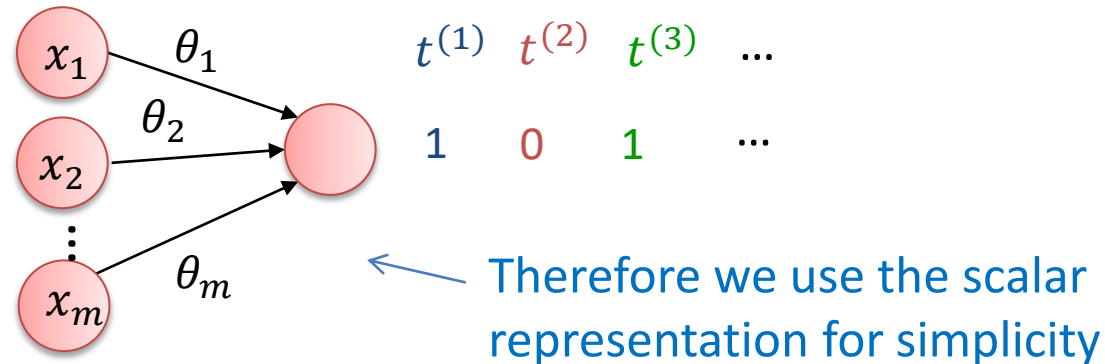 x₁ θ₁ t⁽¹⁾ t⁽²⁾ t⁽³⁾ ...
x₂ θ₂ 1 0 1 ...
⋮
xₘ θₘ
Therefore we use the scalar
representation for simplicity